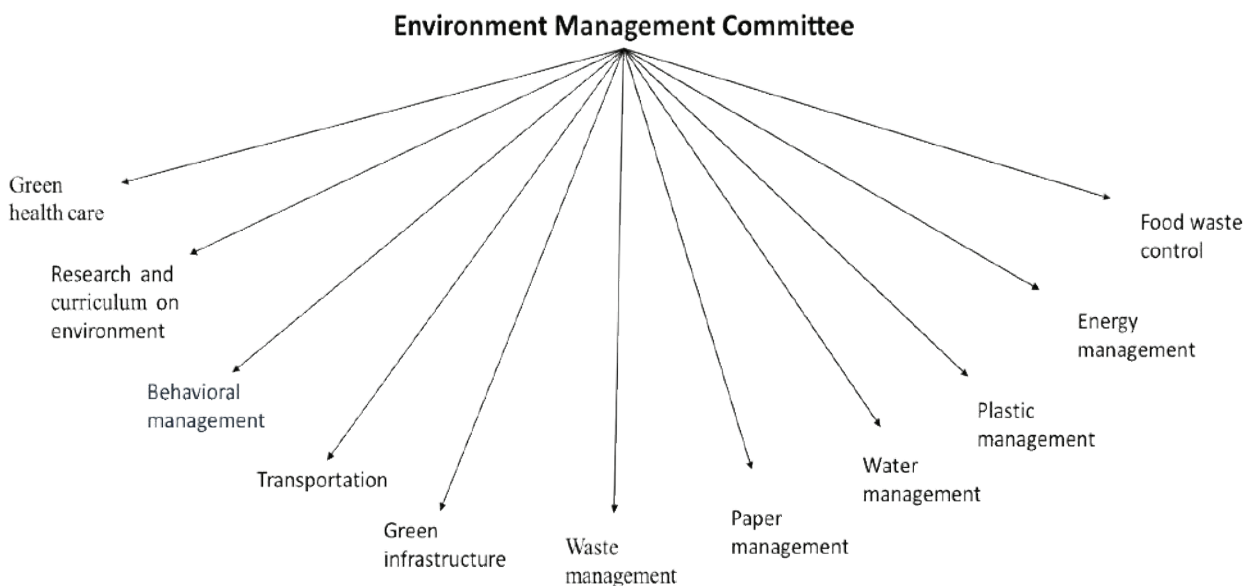 Environment Management Committee
Green
health care
Research and
curriculum on
environment
Behavioral
management
Transportation
Green
infrastructure
Waste
management
Paper
management
Water
management
Plastic
management
Energy
management
Food waste
control